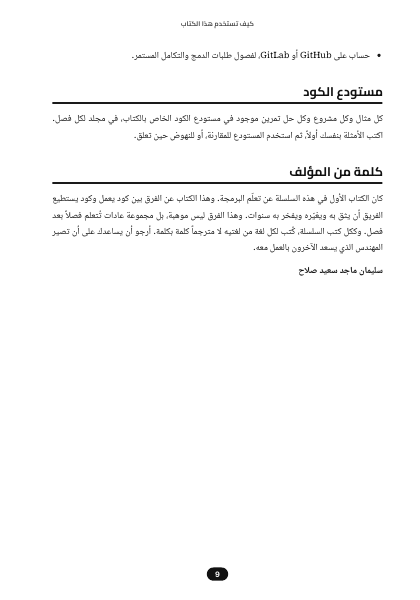 كيف تستخدم هذا الكتاب
• حساب على GitHub أو GitLab، لفصول طلبات الدمج والتكامل المستمر.
مستودع الكود
كل مثال وكل مشروع وكل حل تمرين موجود في مستودع الكود الخاص بالكتاب، في مجلد لكل فصل.
اكتب الأمثلة بنفسك أولاً، ثم استخدم المستودع للمقارنة، أو للنهوض حين تعلق.
كلمة من المؤلف
كان الكتاب الأول في هذه السلسلة عن تعلّم البرمجة. وهذا الكتاب عن الفرق بين كود يعمل وكود يستطيع
الفريق أن يثق به ويغيّره ويفخر به سنوات. وهذا الفرق ليس موهبة، بل مجموعة عادات تُتعلم فصلاً بعد
فصل. وككل كتب السلسلة، كُتب لكل لغة من لغتيه لا مترجماً كلمة بكلمة. أرجو أن يساعدك على أن تصير
المهندس الذي يسعد الآخرون بالعمل معه.
سليمان ماجد سعيد صلاح
9